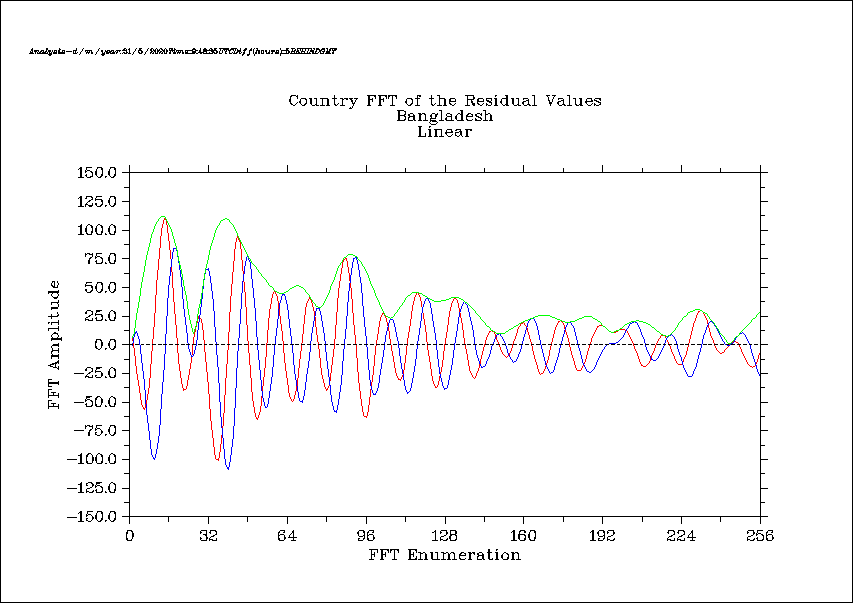 Country FFT of the Residual Values
Bangladesh
Linear
150.0
125.0
100.0
75.0
50.0
25.0
0.0
−25.0
−50.0
−75.0
−100.0
−125.0
−150.0
FFT Amplitude
0 32 64 96 128 160 192 224 256
FFT Enumeration